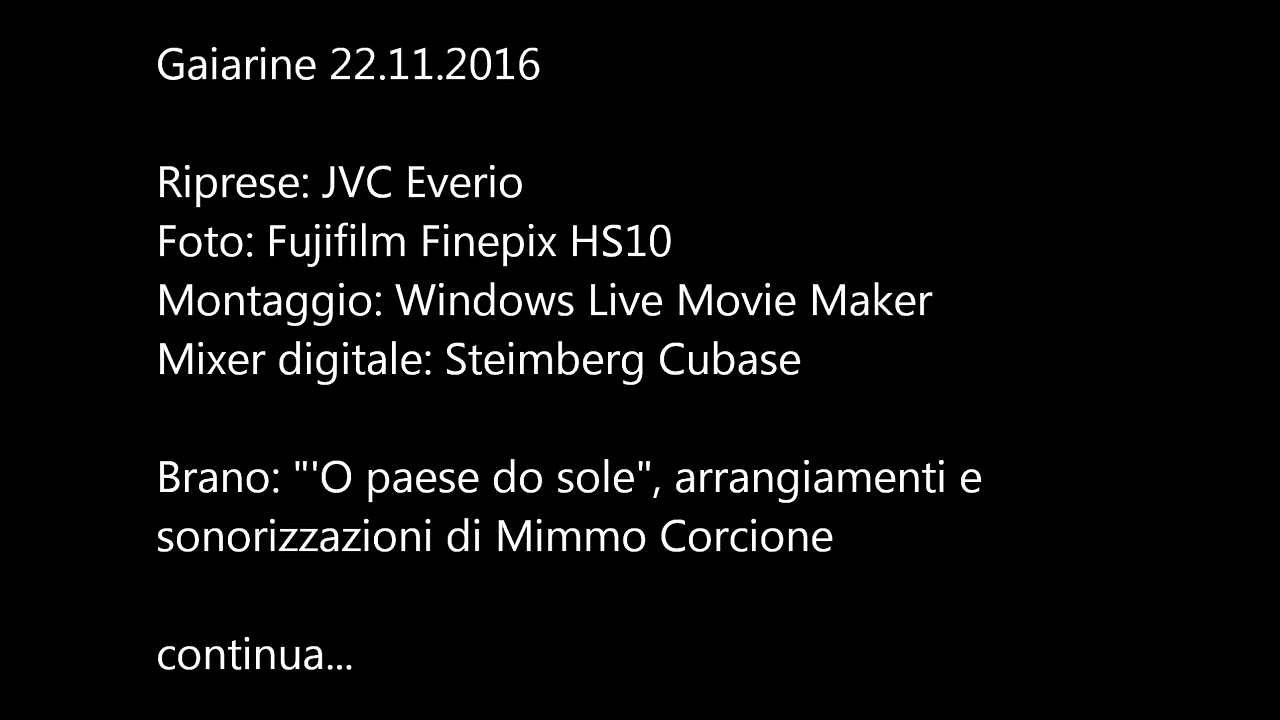 Gaiarine 22.11.2016
Riprese: JVC Everio
Foto: Fujifilm Finepix HS10
Montaggio: Windows Live Movie Maker
Mixer digitale: Steimberg Cubase
Brano: "'O paese do sole", arrangiamenti e
sonorizzazioni di Mimmo Corcione
continua...